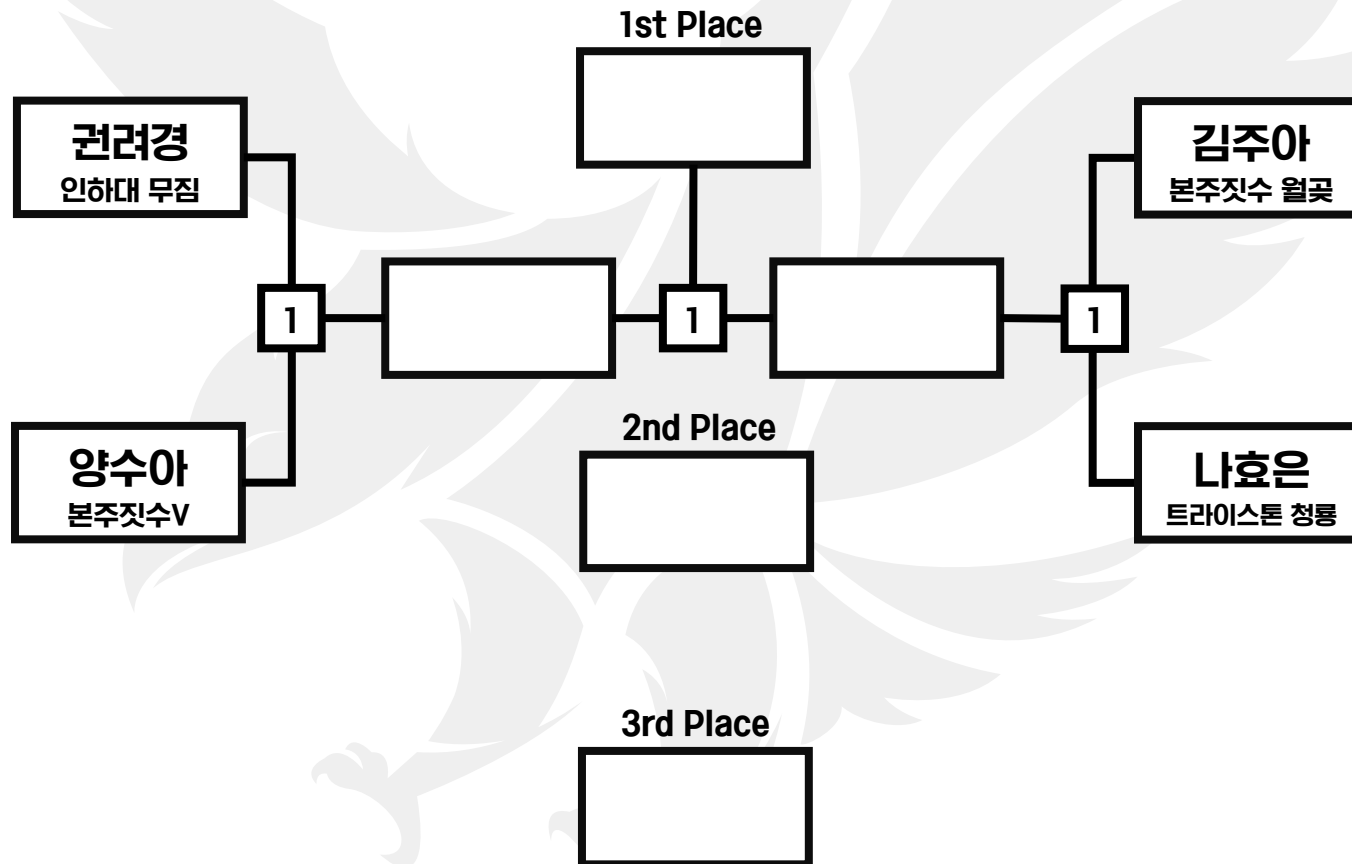 1st Place
권려경
인하대 무짐
김주아
본주짓수 월곶
1
1
1
양수아
본주짓수V
2nd Place
나효은
트라이스톤 청룡
3rd Place